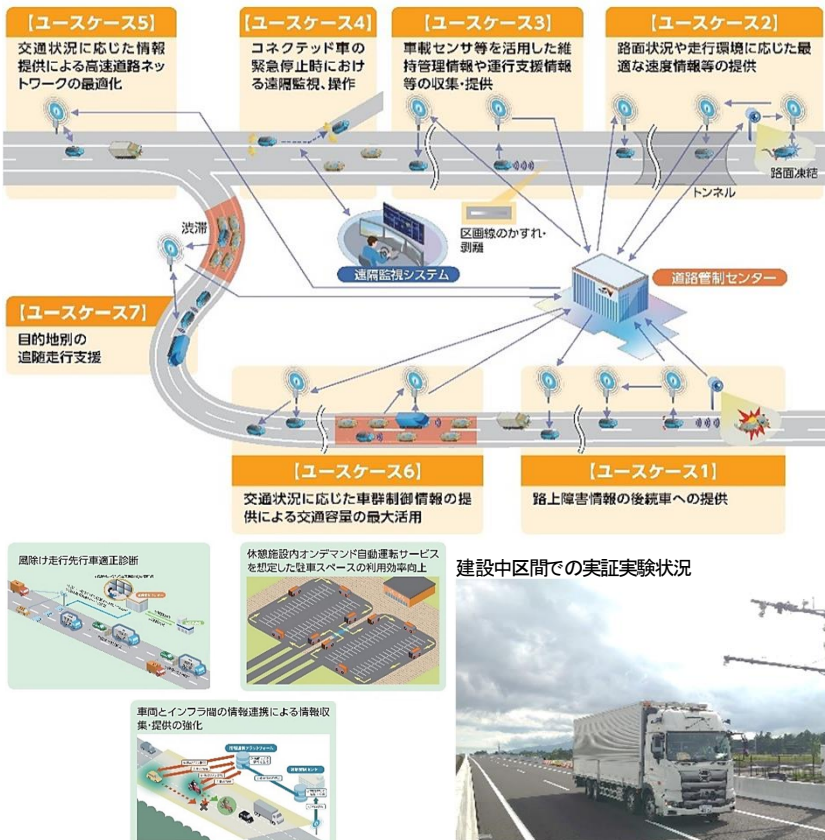 【ユースケース5】
交通状況に応じた情報
提供による高速道路ネッ
トワークの最適化
【ユースケース4】
コネクテッド車の
緊急停止時におけ
る遠隔監視、操作
【ユースケース3】
車載センサ等を活用した維
持管理情報や運行支援情報
等の収集・提供
【ユースケース2】
路面状況や走行環境に応じた最
適な速度情報等の提供
路面凍結
トンネル
渋滞
区画線のかすれ・
剥離
遠隔監視システム
道路管制センター
【ユースケース7】
目的地別の
追随走行支援
【ユースケース6】
交通状況に応じた車群制御情報の提
供による交通容量の最大活用
【ユースケース1】
路上障害情報の後続車への提供
風除け走行先行車適正診断
休憩施設内オンデマンド自動運転サービス
を想定した駐車スペースの利用効率向上
建設中区間での実証実験状況
車両とインフラ間の情報連携による情報収
集・提供の強化